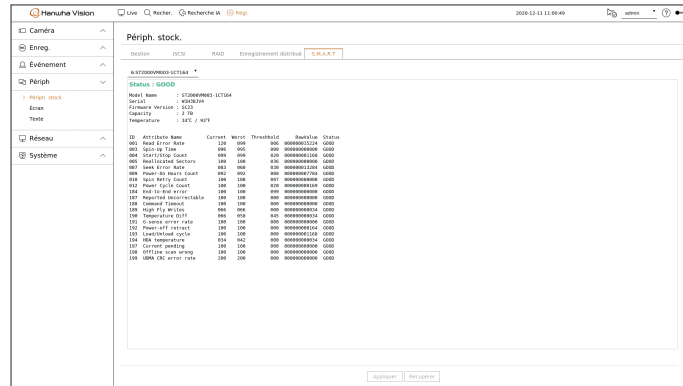 Hanwha Vision
Live Recher. Recherche IA Régl.
2020-12-11 11:00:49
admin
Caméra
Enreg.
Événement
Périph
Périph. stock.
Écran
Texte
Réseau
Système
Périph. stock.
Gestion iSCSI RAID Enregistrement distribué S.M.A.R.T
6:ST2000VM003-1CT164
Status : GOOD
Model Name : ST2000VM003-1CT164
Serial : W1H3BJV4
Firmware Version : SC23
Capacity : 2 TB
Temperature : 34℃ / 93℉
ID Attribute Name Current Worst Threshhold RawValue Status
001 Read Error Rate 120 099 006 000000015224 GOOD
003 Spin-Up Time 096 095 000 000000000000 GOOD
004 Start/Stop Count 099 099 020 000000001168 GOOD
005 Reallocated Sectors 100 100 036 000000000000 GOOD
007 Seek Error Rate 082 060 030 000000012284 GOOD
009 Power-On Hours Count 092 092 000 000000007784 GOOD
010 Spin Retry Count 100 100 097 000000000000 GOOD
012 Power Cycle Count 100 100 020 000000000169 GOOD
184 End-to-End error 100 100 099 000000000000 GOOD
187 Reported Uncorrectable 100 100 000 000000000000 GOOD
188 Command Timeout 100 100 000 000000000000 GOOD
189 High Fly Writes 066 066 000 000000000034 GOOD
190 Temperature Diff 066 058 045 000000000034 GOOD
191 G-sense error rate 100 100 000 000000000000 GOOD
192 Power-off retract 100 100 000 000000000164 GOOD
193 Load/Unload cycle 100 100 000 000000001168 GOOD
194 HDA temperature 034 042 000 000000000034 GOOD
197 Current pending 100 100 000 000000000000 GOOD
198 Offline scan wrong 100 100 000 000000000000 GOOD
199 UDMA CRC error rate 200 200 000 000000000000 GOOD
Appliquer Récupérer